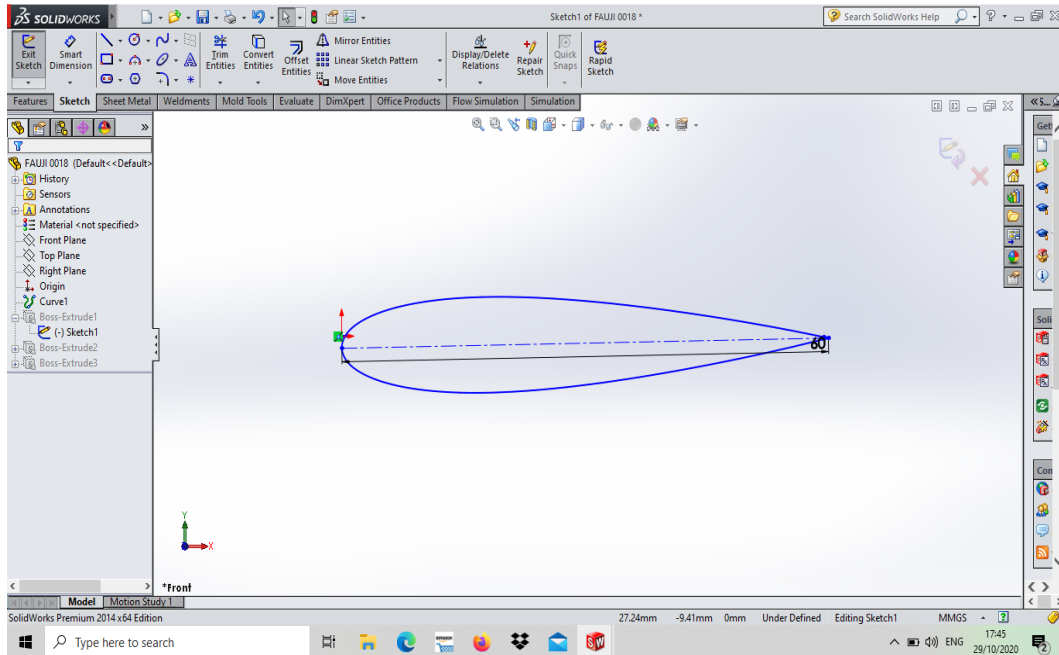 SOLIDWORKS
Sketch1 of FAUJI 0018 *
Search SolidWorks Help
Exit Sketch
Smart Dimension
Trim Entities
Convert Entities
Offset Entities
Mirror Entities
Linear Sketch Pattern
Move Entities
Display/Delete Relations
Repair Sketch
Quick Snaps
Rapid Sketch
Features Sketch Sheet Metal Weldments Mold Tools Evaluate DimXpert Office Products Flow Simulation Simulation
FAUJI 0018 (Default<<Default>
History
Sensors
Annotations
Material <not specified>
Front Plane
Top Plane
Right Plane
Origin
Curve1
Boss-Extrude1
(-) Sketch1
Boss-Extrude2
Boss-Extrude3
60
Y
X
*Front
Model Motion Study 1
SolidWorks Premium 2014 x64 Edition
27.24mm -9.41mm 0mm Under Defined Editing Sketch1 MMGS
Type here to search
ENG
17:45
29/10/2020
«S...
Get
Soli
Con